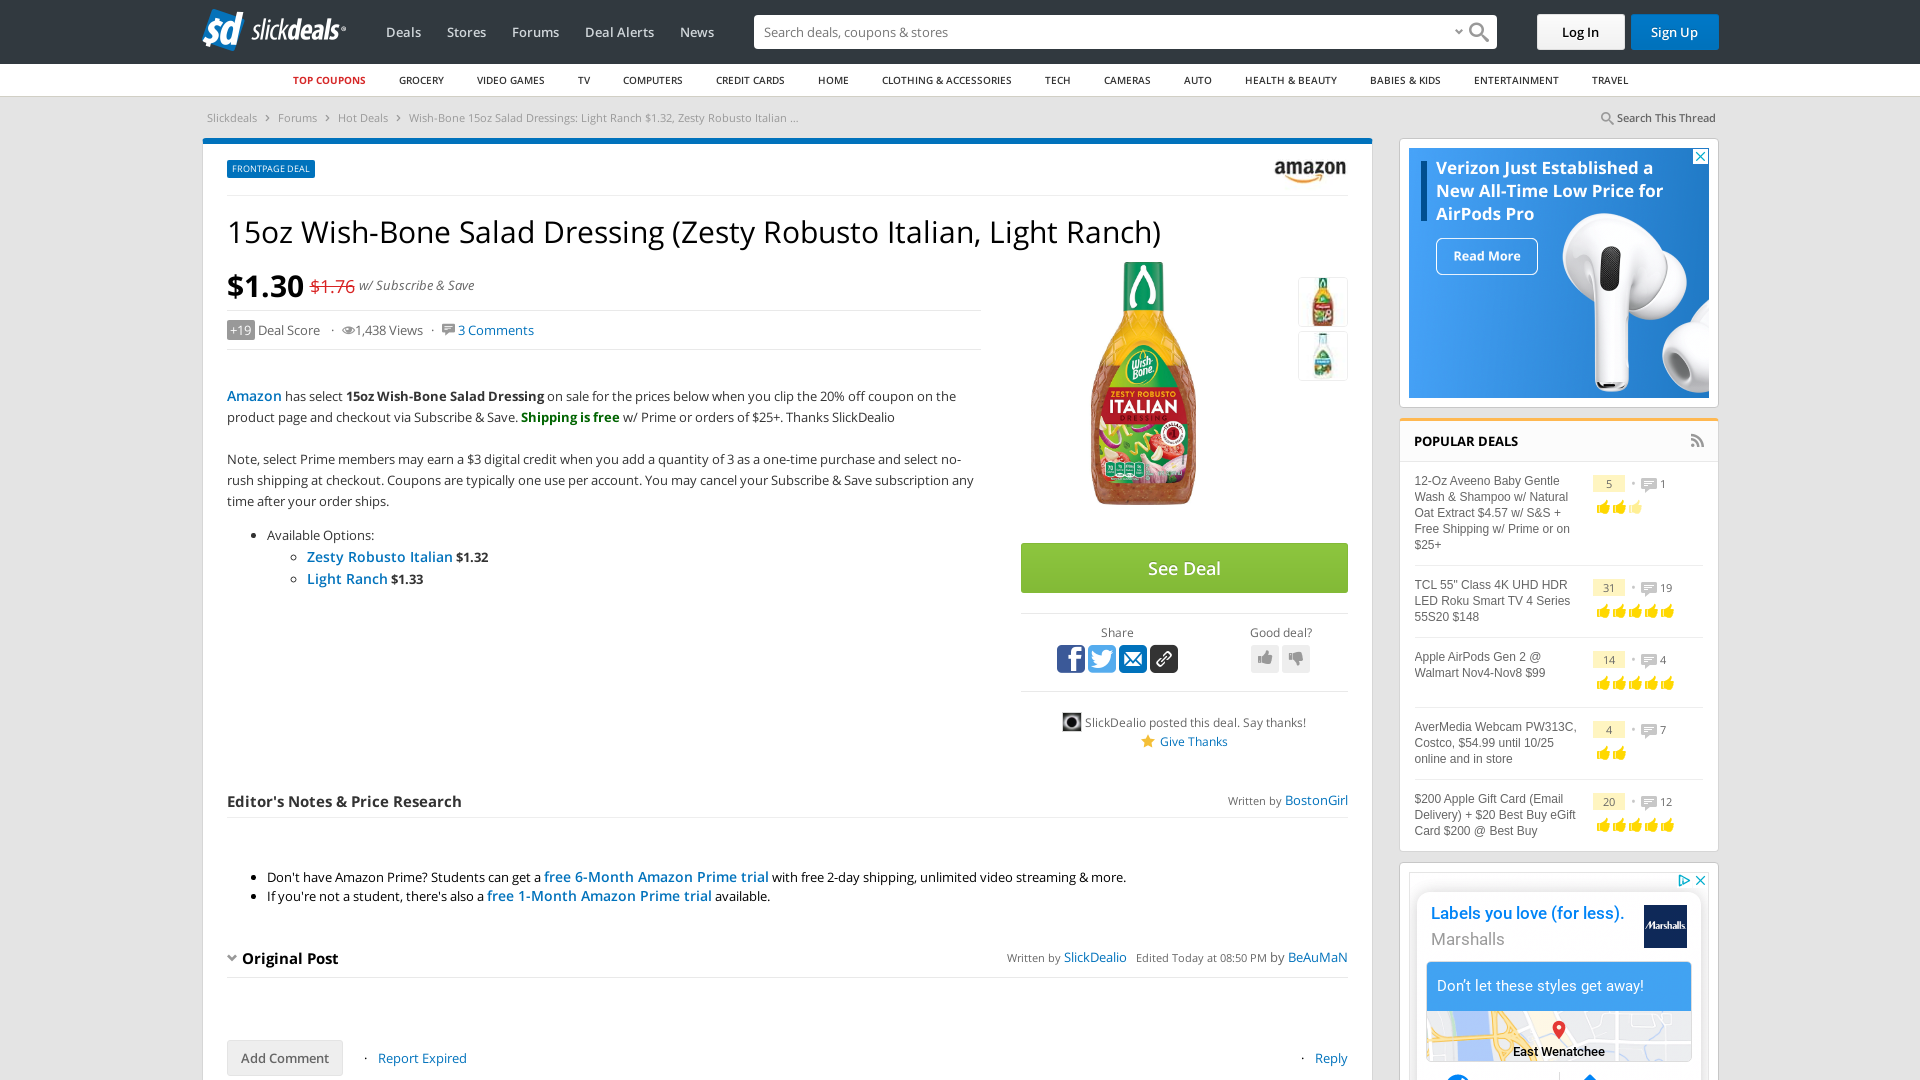 slickdeals
Deals
Stores
Forums
Deal Alerts
News
Search deals, coupons & stores
Log In
Sign Up
TOP COUPONS
GROCERY
VIDEO GAMES
TV
COMPUTERS
CREDIT CARDS
HOME
CLOTHING & ACCESSORIES
TECH
CAMERAS
AUTO
HEALTH & BEAUTY
BABIES & KIDS
ENTERTAINMENT
TRAVEL
Slickdeals > Forums > Hot Deals > Wish-Bone 15oz Salad Dressings: Light Ranch $1.32, Zesty Robusto Italian ...
Search This Thread
FRONTPAGE DEAL
amazon
15oz Wish-Bone Salad Dressing (Zesty Robusto Italian, Light Ranch)
$1.30 $1.76 w/ Subscribe & Save
+19 Deal Score · 1,438 Views · 3 Comments
Amazon has select 15oz Wish-Bone Salad Dressing on sale for the prices below when you clip the 20% off coupon on the
product page and checkout via Subscribe & Save. Shipping is free w/ Prime or orders of $25+. Thanks SlickDealio
Note, select Prime members may earn a $3 digital credit when you add a quantity of 3 as a one-time purchase and select no-
rush shipping at checkout. Coupons are typically one use per account. You may cancel your Subscribe & Save subscription any
time after your order ships.
Available Options:
Zesty Robusto Italian $1.32
Light Ranch $1.33
Wish-Bone
ZESTY ROBUSTO
ITALIAN
DRESSING
See Deal
Share
Good deal?
SlickDealio posted this deal. Say thanks!
Give Thanks
Editor's Notes & Price Research
Written by BostonGirl
Don't have Amazon Prime? Students can get a free 6-Month Amazon Prime trial with free 2-day shipping, unlimited video streaming & more.
If you're not a student, there's also a free 1-Month Amazon Prime trial available.
Original Post
Written by SlickDealio Edited Today at 08:50 PM by BeAuMaN
Add Comment
· Report Expired
· Reply
Verizon Just Established a
New All-Time Low Price for
AirPods Pro
Read More
POPULAR DEALS
12-Oz Aveeno Baby Gentle
Wash & Shampoo w/ Natural
Oat Extract $4.57 w/ S&S +
Free Shipping w/ Prime or on
$25+
5 • 1
TCL 55" Class 4K UHD HDR
LED Roku Smart TV 4 Series
55S20 $148
31 • 19
Apple AirPods Gen 2 @
Walmart Nov4-Nov8 $99
14 • 4
AverMedia Webcam PW313C,
Costco, $54.99 until 10/25
online and in store
4 • 7
$200 Apple Gift Card (Email
Delivery) + $20 Best Buy eGift
Card $200 @ Best Buy
20 • 12
Labels you love (for less).
Marshalls
Marshalls
Don't let these styles get away!
East Wenatchee